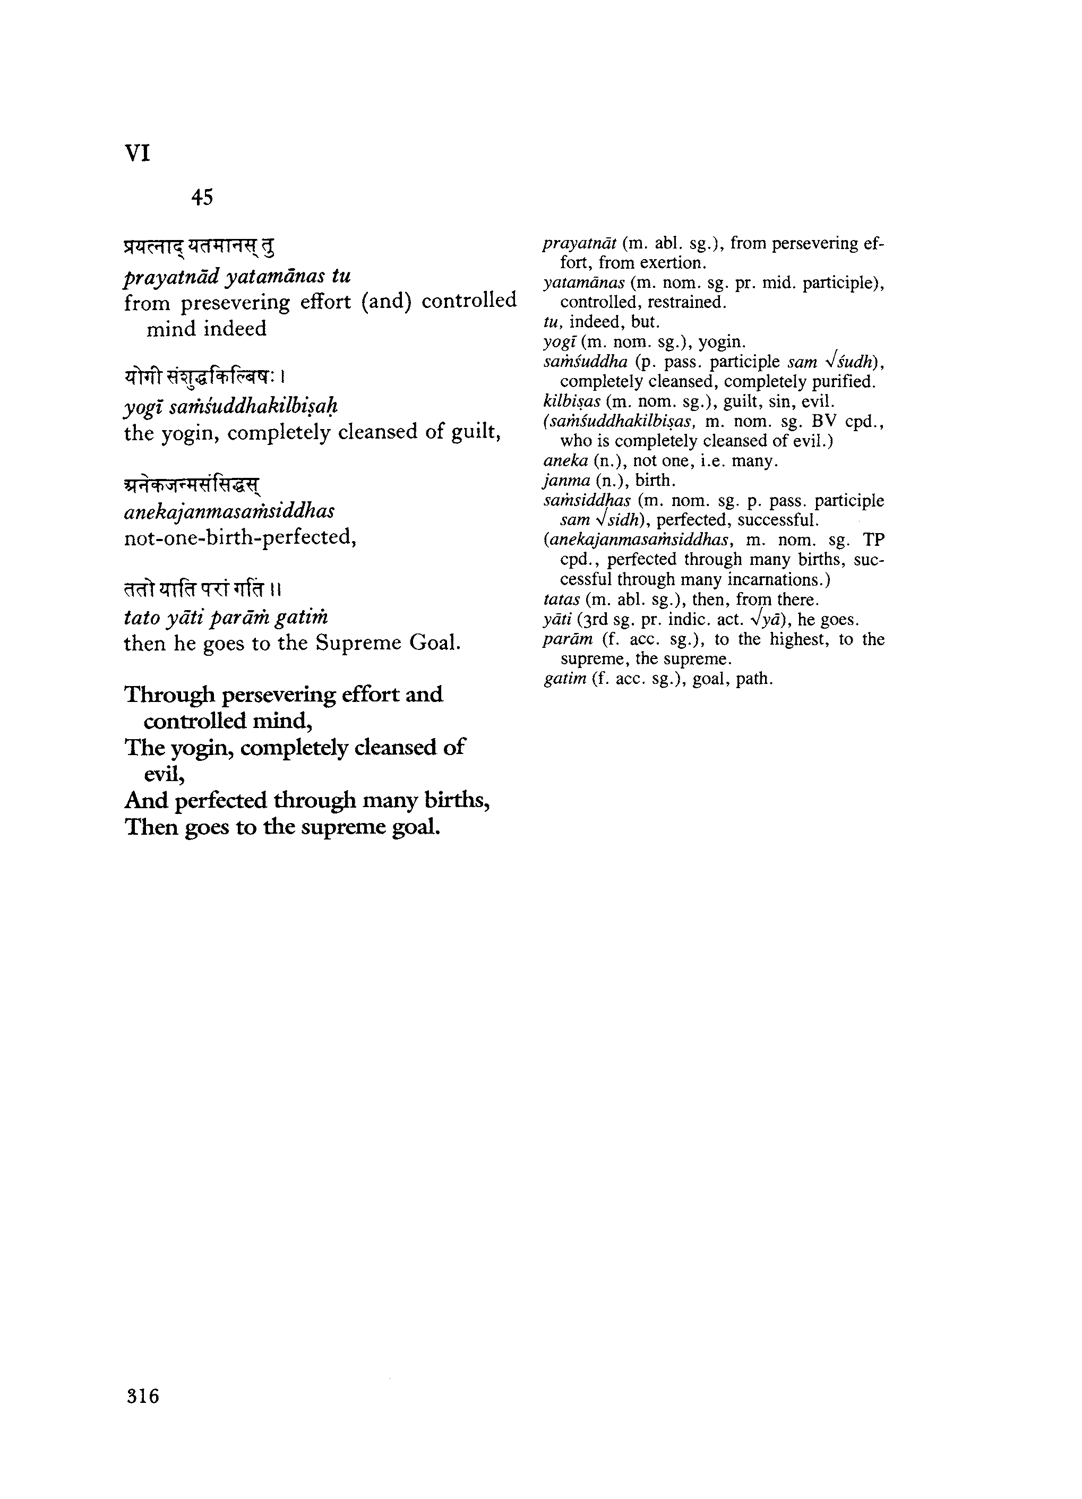 VI
45
प्रयत्नाद् यतमानस् तु
prayatnād yatamānas tu
from presevering effort (and) controlled
mind indeed
योगी संशुद्धकिल्बिषः ।
yogī saṁśuddhakilbiṣaḥ
the yogin, completely cleansed of guilt,
अनेकजन्मसंसिद्धस्
anekajanmasaṁsiddhas
not-one-birth-perfected,
ततो याति परां गतिं ॥
tato yāti parāṁ gatiṁ
then he goes to the Supreme Goal.
Through persevering effort and
controlled mind,
The yogin, completely cleansed of
evil,
And perfected through many births,
Then goes to the supreme goal.
prayatnāt (m. abl. sg.), from persevering ef-
fort, from exertion.
yatamānas (m. nom. sg. pr. mid. participle),
controlled, restrained.
tu, indeed, but.
yogī (m. nom. sg.), yogin.
saṁśuddha (p. pass. participle sam √śudh),
completely cleansed, completely purified.
kilbiṣas (m. nom. sg.), guilt, sin, evil.
(saṁśuddhakilbiṣas, m. nom. sg. BV cpd.,
who is completely cleansed of evil.)
aneka (n.), not one, i.e. many.
janma (n.), birth.
saṁsiddhas (m. nom. sg. p. pass. participle
sam √sidh), perfected, successful.
(anekajanmasaṁsiddhas, m. nom. sg. TP
cpd., perfected through many births, suc-
cessful through many incarnations.)
tatas (m. abl. sg.), then, from there.
yāti (3rd sg. pr. indic. act. √yā), he goes.
parām (f. acc. sg.), to the highest, to the
supreme, the supreme.
gatim (f. acc. sg.), goal, path.
316